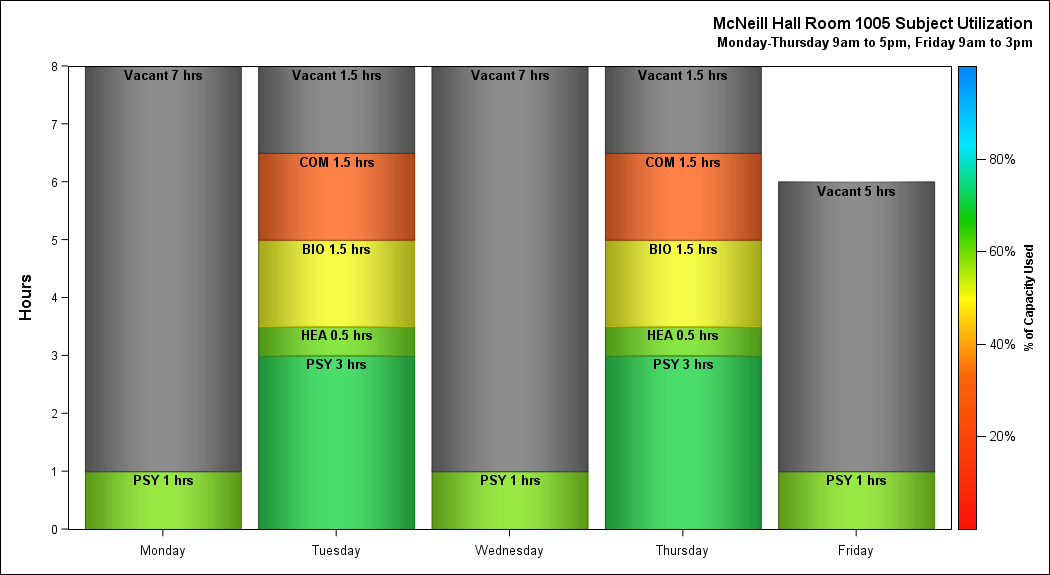 McNeill Hall Room 1005 Subject Utilization
Monday-Thursday 9am to 5pm, Friday 9am to 3pm
Hours
8
7
6
5
4
3
2
1
0
Vacant 7 hrs
PSY 1 hrs
Monday
Vacant 1.5 hrs
COM 1.5 hrs
BIO 1.5 hrs
HEA 0.5 hrs
PSY 3 hrs
Tuesday
Vacant 7 hrs
PSY 1 hrs
Wednesday
Vacant 1.5 hrs
COM 1.5 hrs
BIO 1.5 hrs
HEA 0.5 hrs
PSY 3 hrs
Thursday
Vacant 5 hrs
PSY 1 hrs
Friday
80%
60%
40%
20%
% of Capacity Used